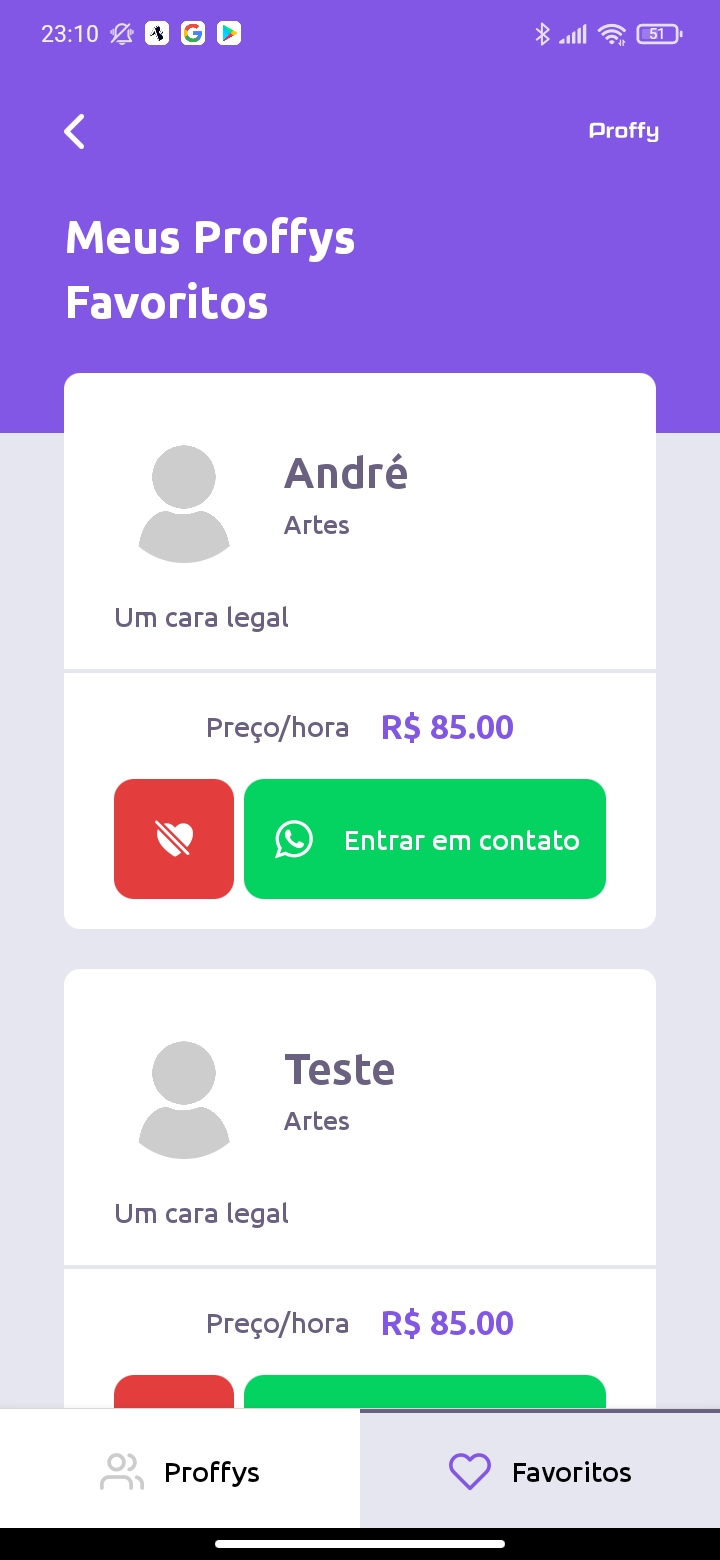 23:10
51
Proffy
Meus Proffys
Favoritos
André
Artes
Um cara legal
Preço/hora R$ 85.00
Entrar em contato
Teste
Artes
Um cara legal
Preço/hora R$ 85.00
Proffys Favoritos